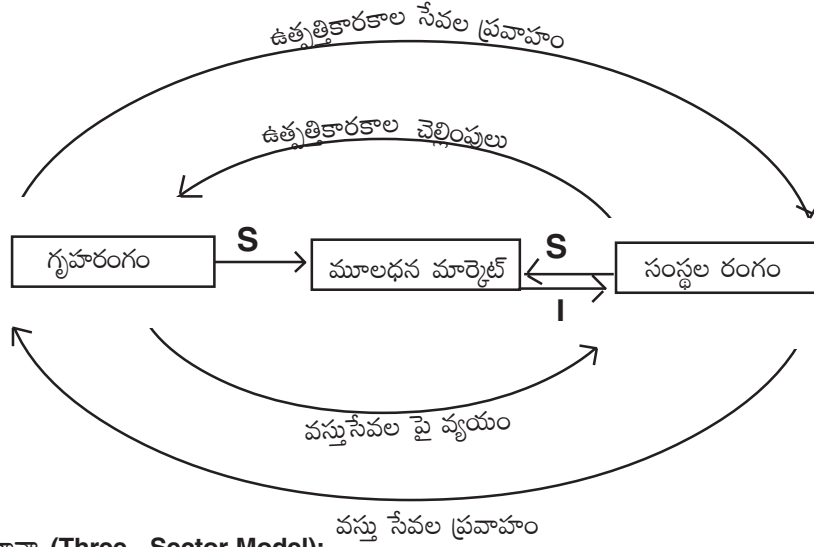 ఉత్పత్తికారకాల సేవల ప్రవాహం
ఉత్పత్తికారకాల చెల్లింపులు
గృహరంగం
S
మూలధన మార్కెట్
S
I
సంస్థల రంగం
వస్తుసేవల పై వ్యయం
వస్తు సేవల ప్రవాహం
(Three - Sector Model):